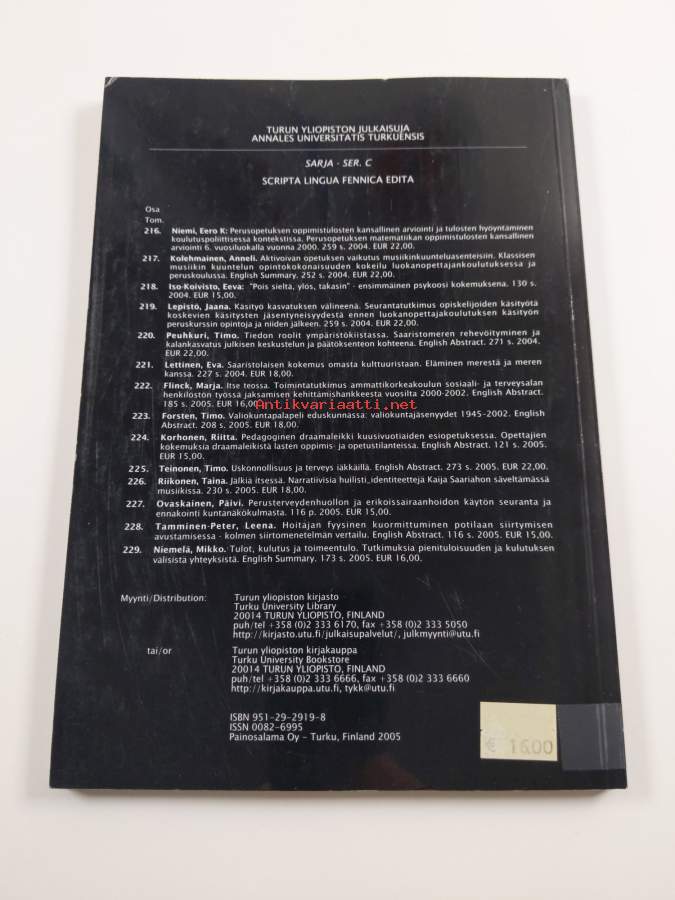 TURUN YLIOPISTON JULKAISUJA
ANNALES UNIVERSITATIS TURKUENSIS
SARJA - SER. C
SCRIPTA LINGUA FENNICA EDITA
Osa
Tom.
216. Niemi, Eero K: Perusopetuksen oppimistulosten kansallinen arviointi ja tulosten hyöyntäminen
koulutuspoliittisessa kontekstissa. Perusopetuksen matematiikan oppimistulosten kansallinen
arviointi 6. vuosiluokalla vuonna 2000. 259 s. 2004. EUR 22,00.
217. Kolehmainen, Anneli. Aktivoivan opetuksen vaikutus musiikinkuunteluasenteisiin. Klassisen
musiikin kuuntelun opintokokonaisuuden kokeilu luokanopettajankoulutuksessa ja
peruskoulussa. English Summary. 252 s. 2004. EUR 22,00.
218. Iso-Koivisto, Eeva: "Pois sieltä, ylös, takasin" - ensimmäinen psykoosi kokemuksena. 130 s.
2004. EUR 15,00.
219. Lepistö, Jaana. Käsityö kasvatuksen välineenä. Seurantatutkimus opiskelijoiden käsityötä
koskevien käsitysten jäsentyneisyydestä ennen luokanopettajakoulutuksen käsityön
peruskurssin opintoja ja niiden jälkeen. 259 s. 2004. EUR 22,00.
220. Peuhkuri, Timo. Tiedon roolit ympäristökiistassa. Saaristomeren rehevöityminen ja
kalankasvatus julkisen keskustelun ja päätöksenteon kohteena. English Abstract. 271 s. 2004.
EUR 22,00.
221. Lettinen, Eva. Saaristolaisen kokemus omasta kulttuuristaan. Eläminen merestä ja meren
kanssa. 227 s. 2004. EUR 18,00.
222. Flinck, Marja. Itse teossa. Toimintatutkimus ammattikorkeakoulun sosiaali- ja terveysalan
henkilöstön työssä jaksamisen kehittämishankkeesta vuosilta 2000-2002. English Abstract.
185 s. 2005. EUR 16,00.
Antikvariaatti.net
223. Forsten, Timo. Valiokuntapalapeli eduskunnassa: valiokuntajäsenyydet 1945-2002. English
Abstract. 208 s. 2005. EUR 18,00.
224. Korhonen, Riitta. Pedagoginen draamaleikki kuusivuotiaiden esiopetuksessa. Opettajien
kokemuksia draamaleikistä lasten oppimis- ja opetustilanteissa. English Abstract. 121 s. 2005.
EUR 15,00.
225. Teinonen, Timo. Uskonnollisuus ja terveys iäkkäillä. English Abstract. 273 s. 2005. EUR 22,00.
226. Riikonen, Taina. Jälkiä itsessä. Narratiivisia huilisti_identiteettejä Kaija Saariahon säveltämässä
musiikissa. 230 s. 2005. EUR 18,00.
227. Ovaskainen, Päivi. Perusterveydenhuollon ja erikoissairaanhoidon käytön seuranta ja
ennakointi kuntanäkökulmasta. 116 p. 2005. EUR 15,00.
228. Tamminen-Peter, Leena. Hoitajan fyysinen kuormittuminen potilaan siirtymisen
avustamisessa - kolmen siirtomenetelmän vertailu. English Abstract. 116 s. 2005. EUR 15,00.
229. Niemelä, Mikko. Tulot, kulutus ja toimeentulo. Tutkimuksia pienituloisuuden ja kulutuksen
välisistä yhteyksistä. English Summary. 173 s. 2005. EUR 16,00.
Myynti/Distribution: Turun yliopiston kirjasto
Turku University Library
20014 TURUN YLIOPISTO, FINLAND
puh/tel +358 (0)2 333 6170, fax +358 (0)2 333 5050
http://kirjasto.utu.fi/julkaisupalvelut/, julkmyynti@utu.fi
tai/or Turun yliopiston kirjakauppa
Turku University Bookstore
20014 TURUN YLIOPISTO, FINLAND
puh/tel +358 (0)2 333 6666, fax +358 (0)2 333 6660
http://kirjakauppa.utu.fi, tykk@utu.fi
ISBN 951-29-2919-8
ISSN 0082-6995
Painosalama Oy – Turku, Finland 2005
€ 16.00